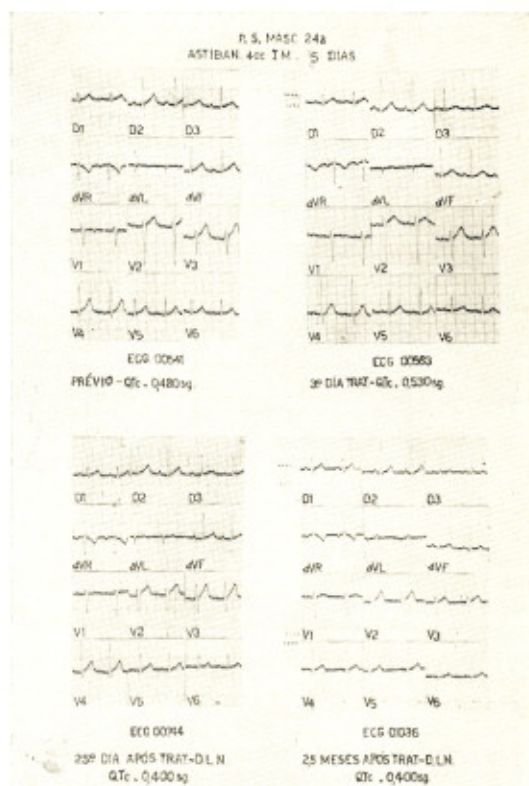 R.S. MASC 24a
ASTIBAN. 4cc I M. 5 DIAS
D1 D2 D3
aVR aVL aVF
V1 V2 V3
V4 V5 V6
ECG 00541
PRÉVIO - QTc. 0,480sg.
D1 D2 D3
aVR aVL aVF
V1 V2 V3
V4 V5 V6
ECG 00563
3º DIA TRAT-QTc. 0,530sg.
D1 D2 D3
aVR aVL aVF
V1 V2 V3
V4 V5 V6
ECG 00744
25º DIA APÓS TRAT-D.L.N
QTc. 0,400sg
D1 D2 D3
aVR aVL aVF
V1 V2 V3
V4 V5 V6
ECG 01036
25 MESES APÓS TRAT-D.L.N.
QTc. 0,400sg